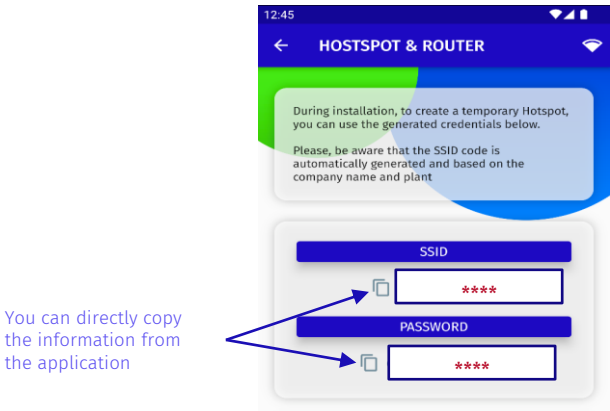 12:45
HOSTSPOT & ROUTER
During installation, to create a temporary Hotspot,
you can use the generated credentials below.
Please, be aware that the SSID code is
automatically generated and based on the
company name and plant
SSID
****
PASSWORD
****
You can directly copy
the information from
the application